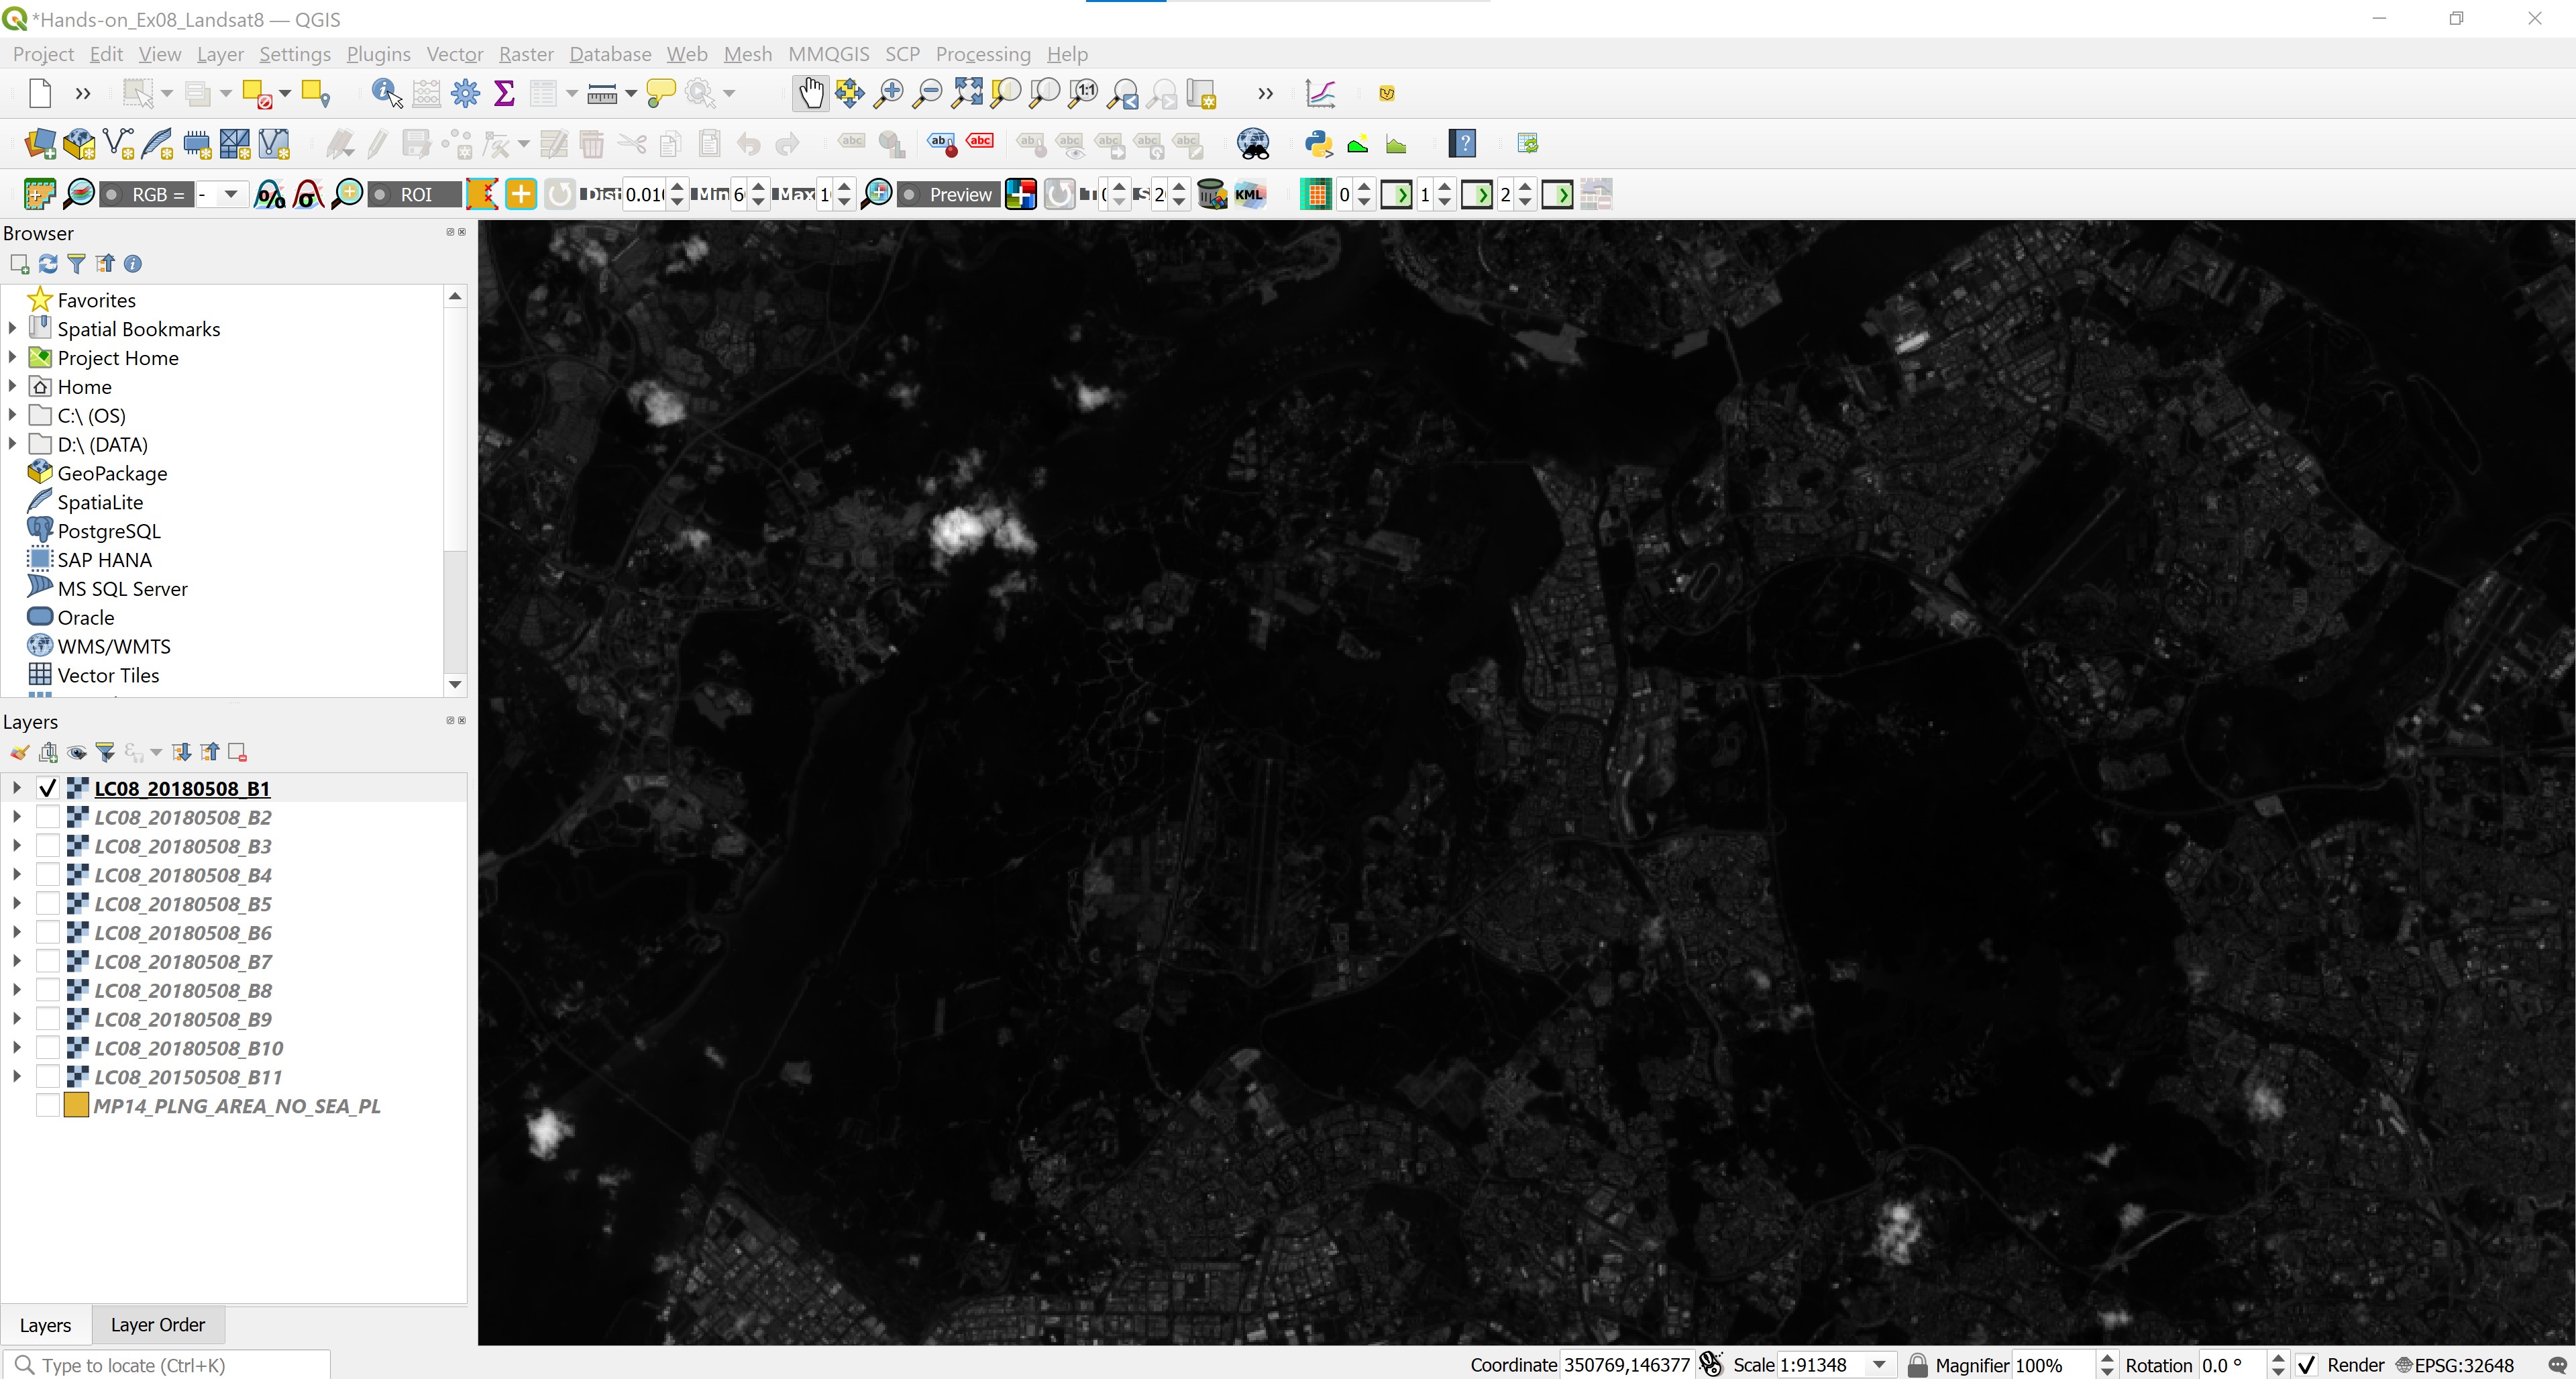 *Hands-on_Ex08_Landsat8 — QGIS
Project Edit View Layer Settings Plugins Vector Raster Database Web Mesh MMQGIS SCP Processing Help
RGB = - ROI Dist 0.01 Min 6 Max 1 Preview T S 2 KML 0 1 2
Browser
Favorites
Spatial Bookmarks
Project Home
Home
C:\ (OS)
D:\ (DATA)
GeoPackage
SpatiaLite
PostgreSQL
SAP HANA
MS SQL Server
Oracle
WMS/WMTS
Vector Tiles
Layers
LC08_20180508_B1
LC08_20180508_B2
LC08_20180508_B3
LC08_20180508_B4
LC08_20180508_B5
LC08_20180508_B6
LC08_20180508_B7
LC08_20180508_B8
LC08_20180508_B9
LC08_20180508_B10
LC08_20150508_B11
MP14_PLNG_AREA_NO_SEA_PL
Layers Layer Order
Type to locate (Ctrl+K) Coordinate 350769,146377 Scale 1:91348 Magnifier 100% Rotation 0.0 ° Render EPSG:32648